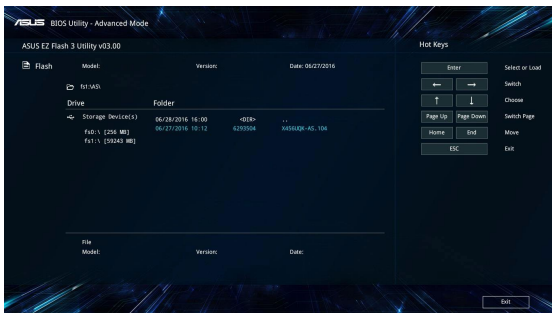 ASUS BIOS Utility - Advanced Mode
ASUS EZ Flash 3 Utility v03.00
Hot Keys
Flash Model: Version: Date: 06/27/2016
Enter Select or Load
fs1:\AS\
← → Switch
Drive Folder
↑ ↓ Choose
Storage Device(s) 06/28/2016 16:00 <DIR> ..
Page Up Page Down Switch Page
fs0:\ [256 MB] 06/27/2016 10:12 6293504 X456UQK-AS.104
fs1:\ [59243 MB]
Home End Move
ESC Exit
File
Model: Version: Date:
Exit